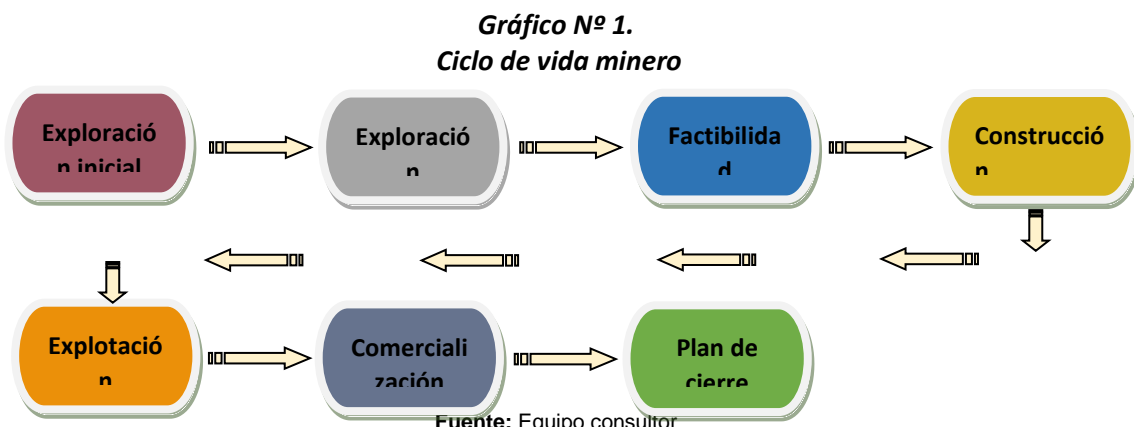 Gráfico Nº 1.
Ciclo de vida minero
Exploració
n inicial
Exploració
n
Factibilida
d
Construcció
n
Explotació
n
Comerciali
zación
Plan de
cierre
Fuente: Equipo consultor